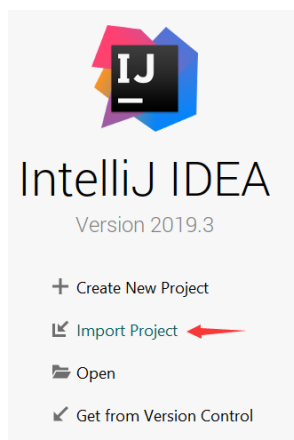 IJ
IntelliJ IDEA
Version 2019.3
Create New Project
Import Project
Open
Get from Version Control